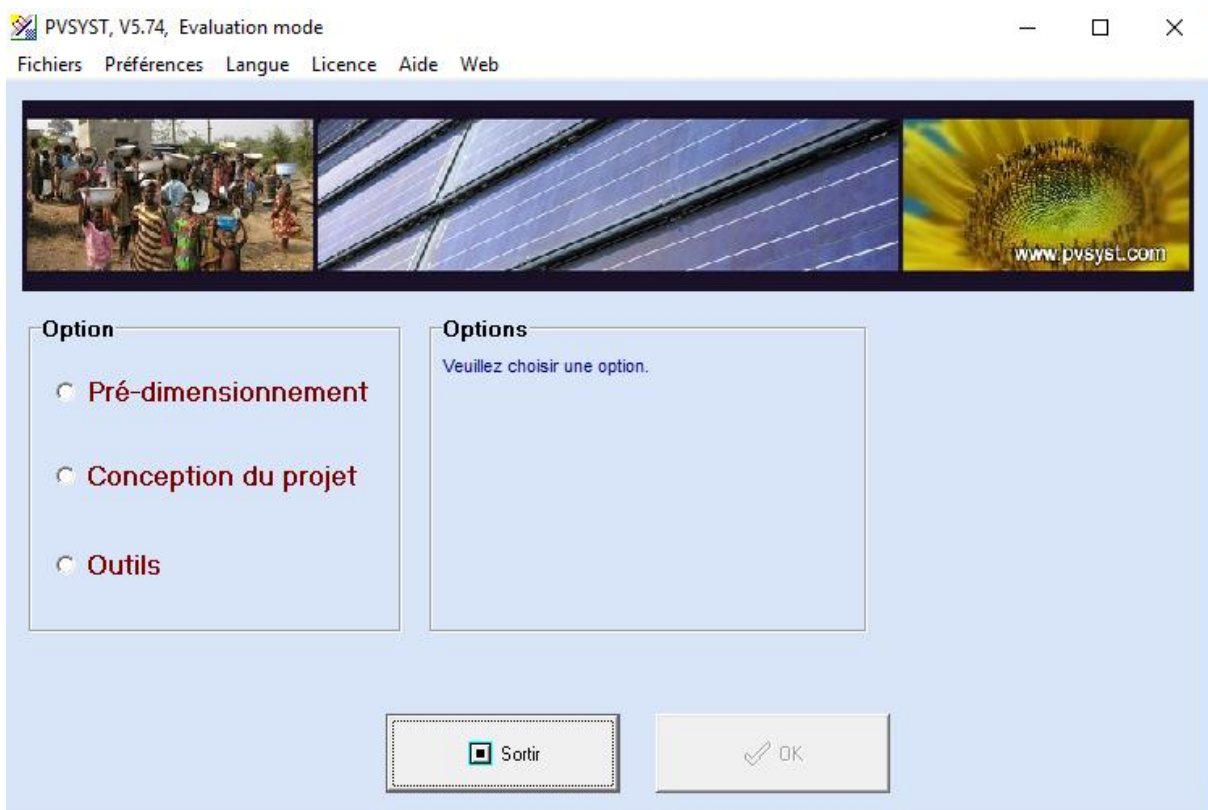 PVSYST, V5.74, Evaluation mode
Fichiers Préférences Langue Licence Aide Web
www.pvsyst.com
Option
Pré-dimensionnement
Conception du projet
Outils
Options
Veuillez choisir une option.
Sortir
OK